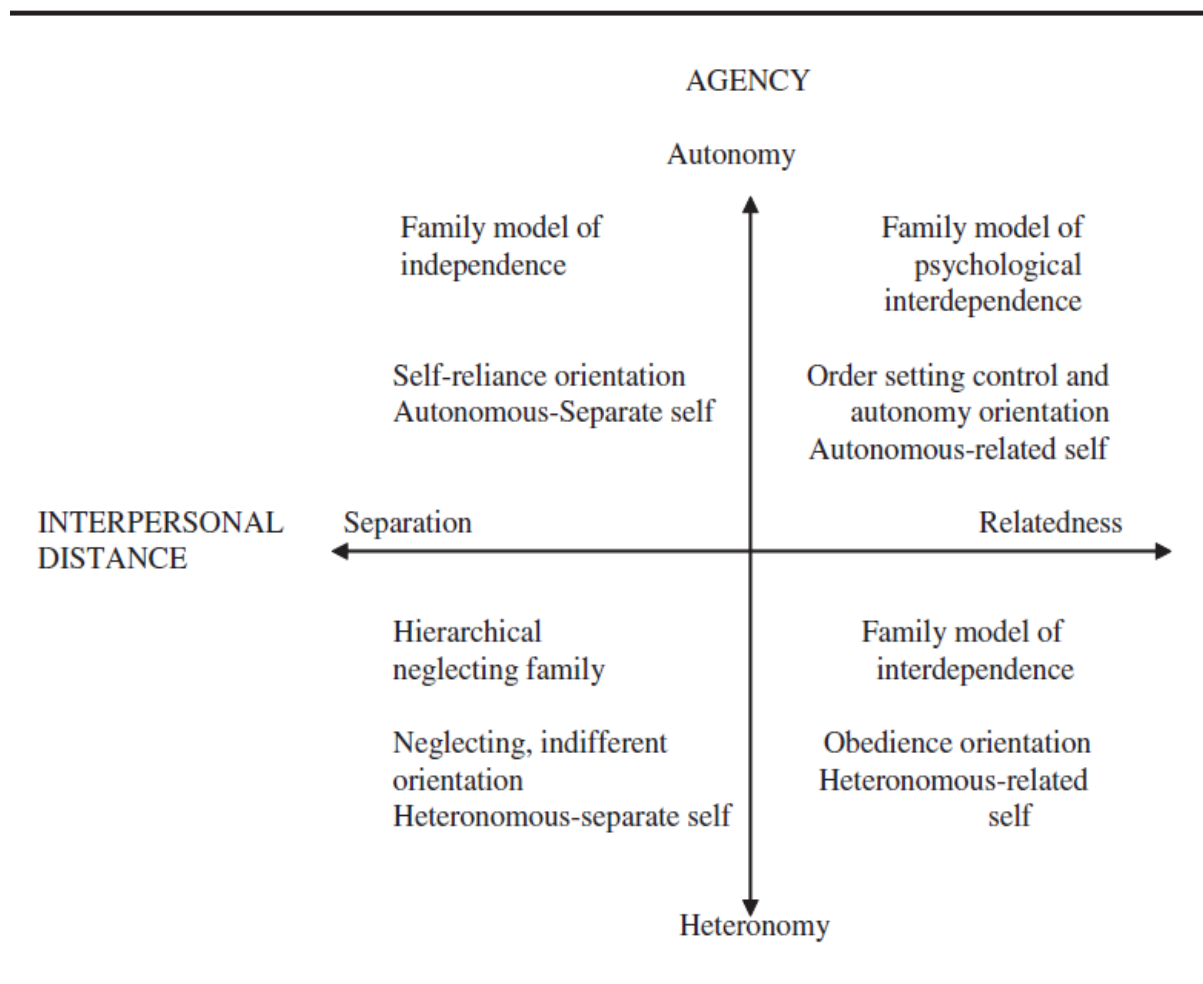 AGENCY
Autonomy
Family model of
independence
Family model of
psychological
interdependence
Self-reliance orientation
Autonomous-Separate self
Order setting control and
autonomy orientation
Autonomous-related self
INTERPERSONAL
DISTANCE
Separation
Relatedness
Hierarchical
neglecting family
Family model of
interdependence
Neglecting, indifferent
orientation
Heteronomous-separate self
Obedience orientation
Heteronomous-related
self
Heteronomy